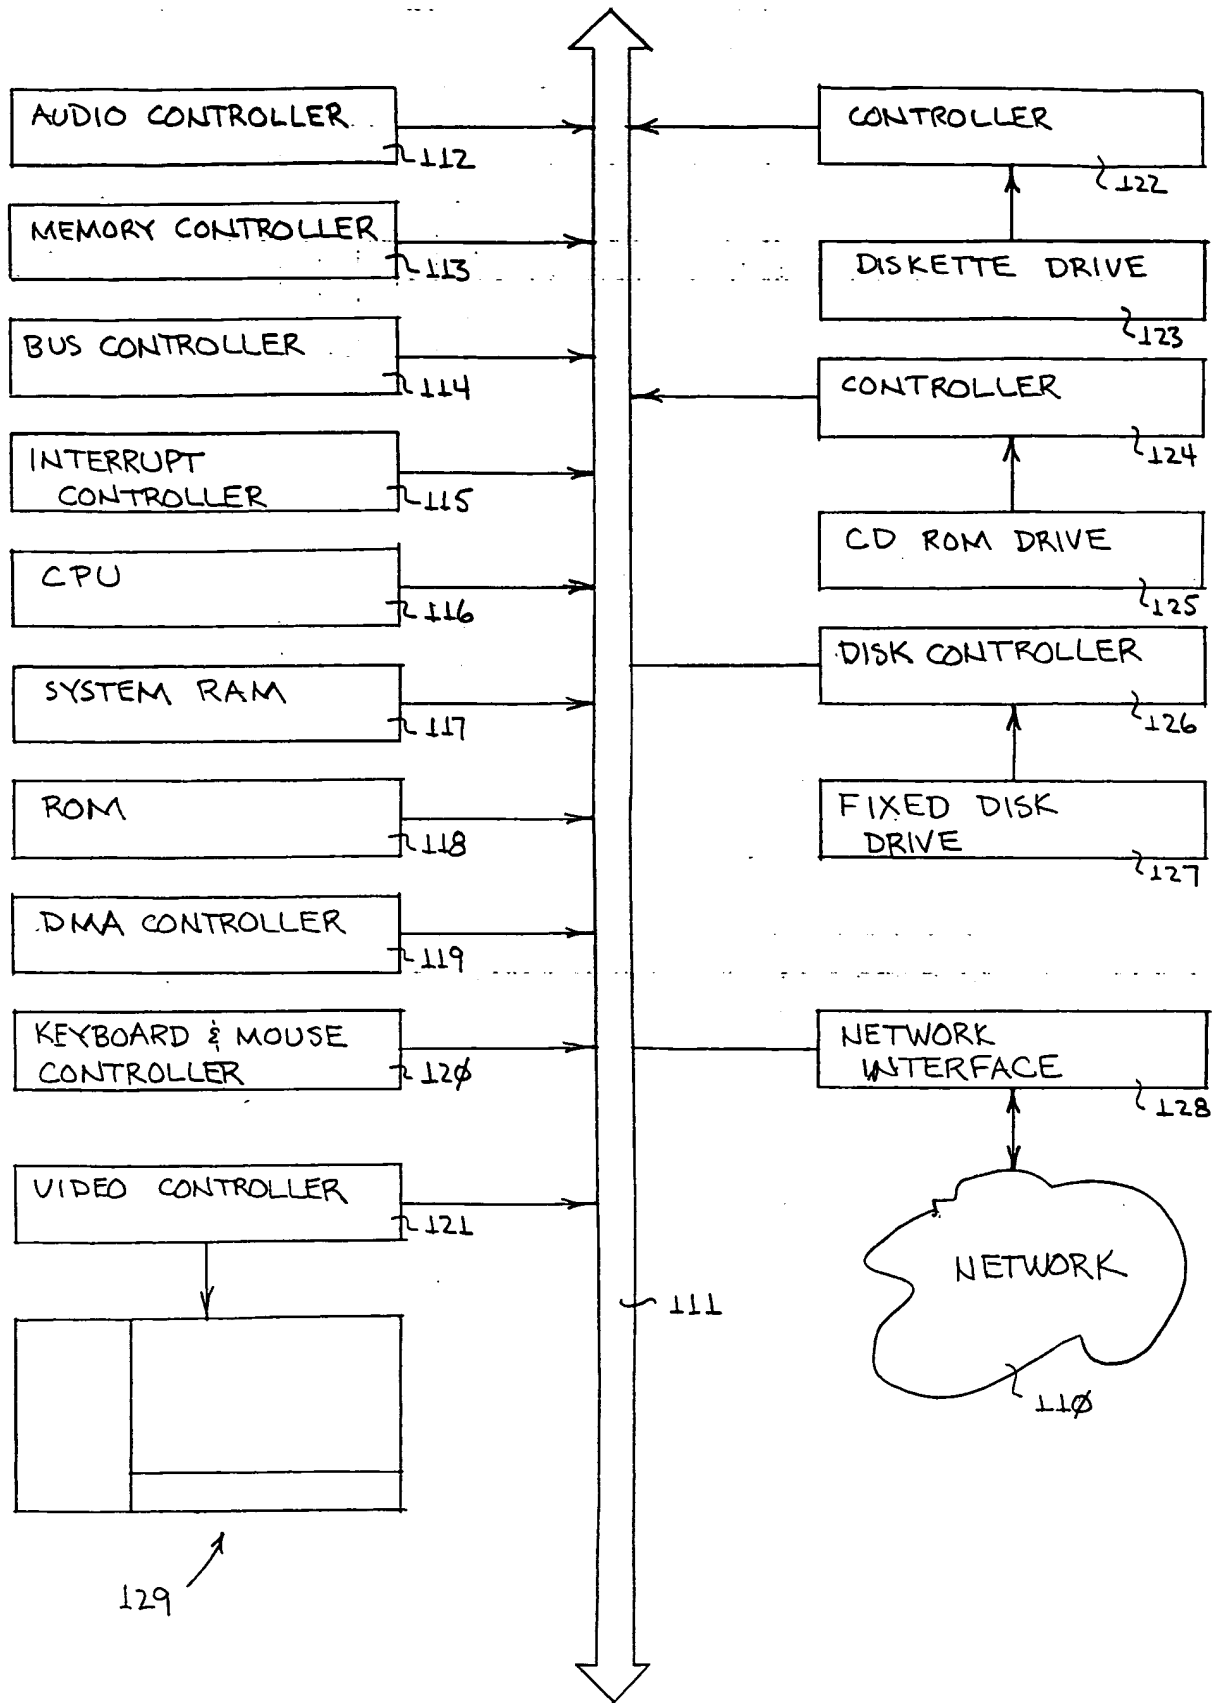 AUDIO CONTROLLER
112
MEMORY CONTROLLER
113
BUS CONTROLLER
114
INTERRUPT
CONTROLLER
115
CPU
116
SYSTEM RAM
117
ROM
118
DMA CONTROLLER
119
KEYBOARD & MOUSE
CONTROLLER
120
VIDEO CONTROLLER
121
129
111
CONTROLLER
122
DISKETTE DRIVE
123
CONTROLLER
124
CD ROM DRIVE
125
DISK CONTROLLER
126
FIXED DISK
DRIVE
127
NETWORK
INTERFACE
128
NETWORK
110